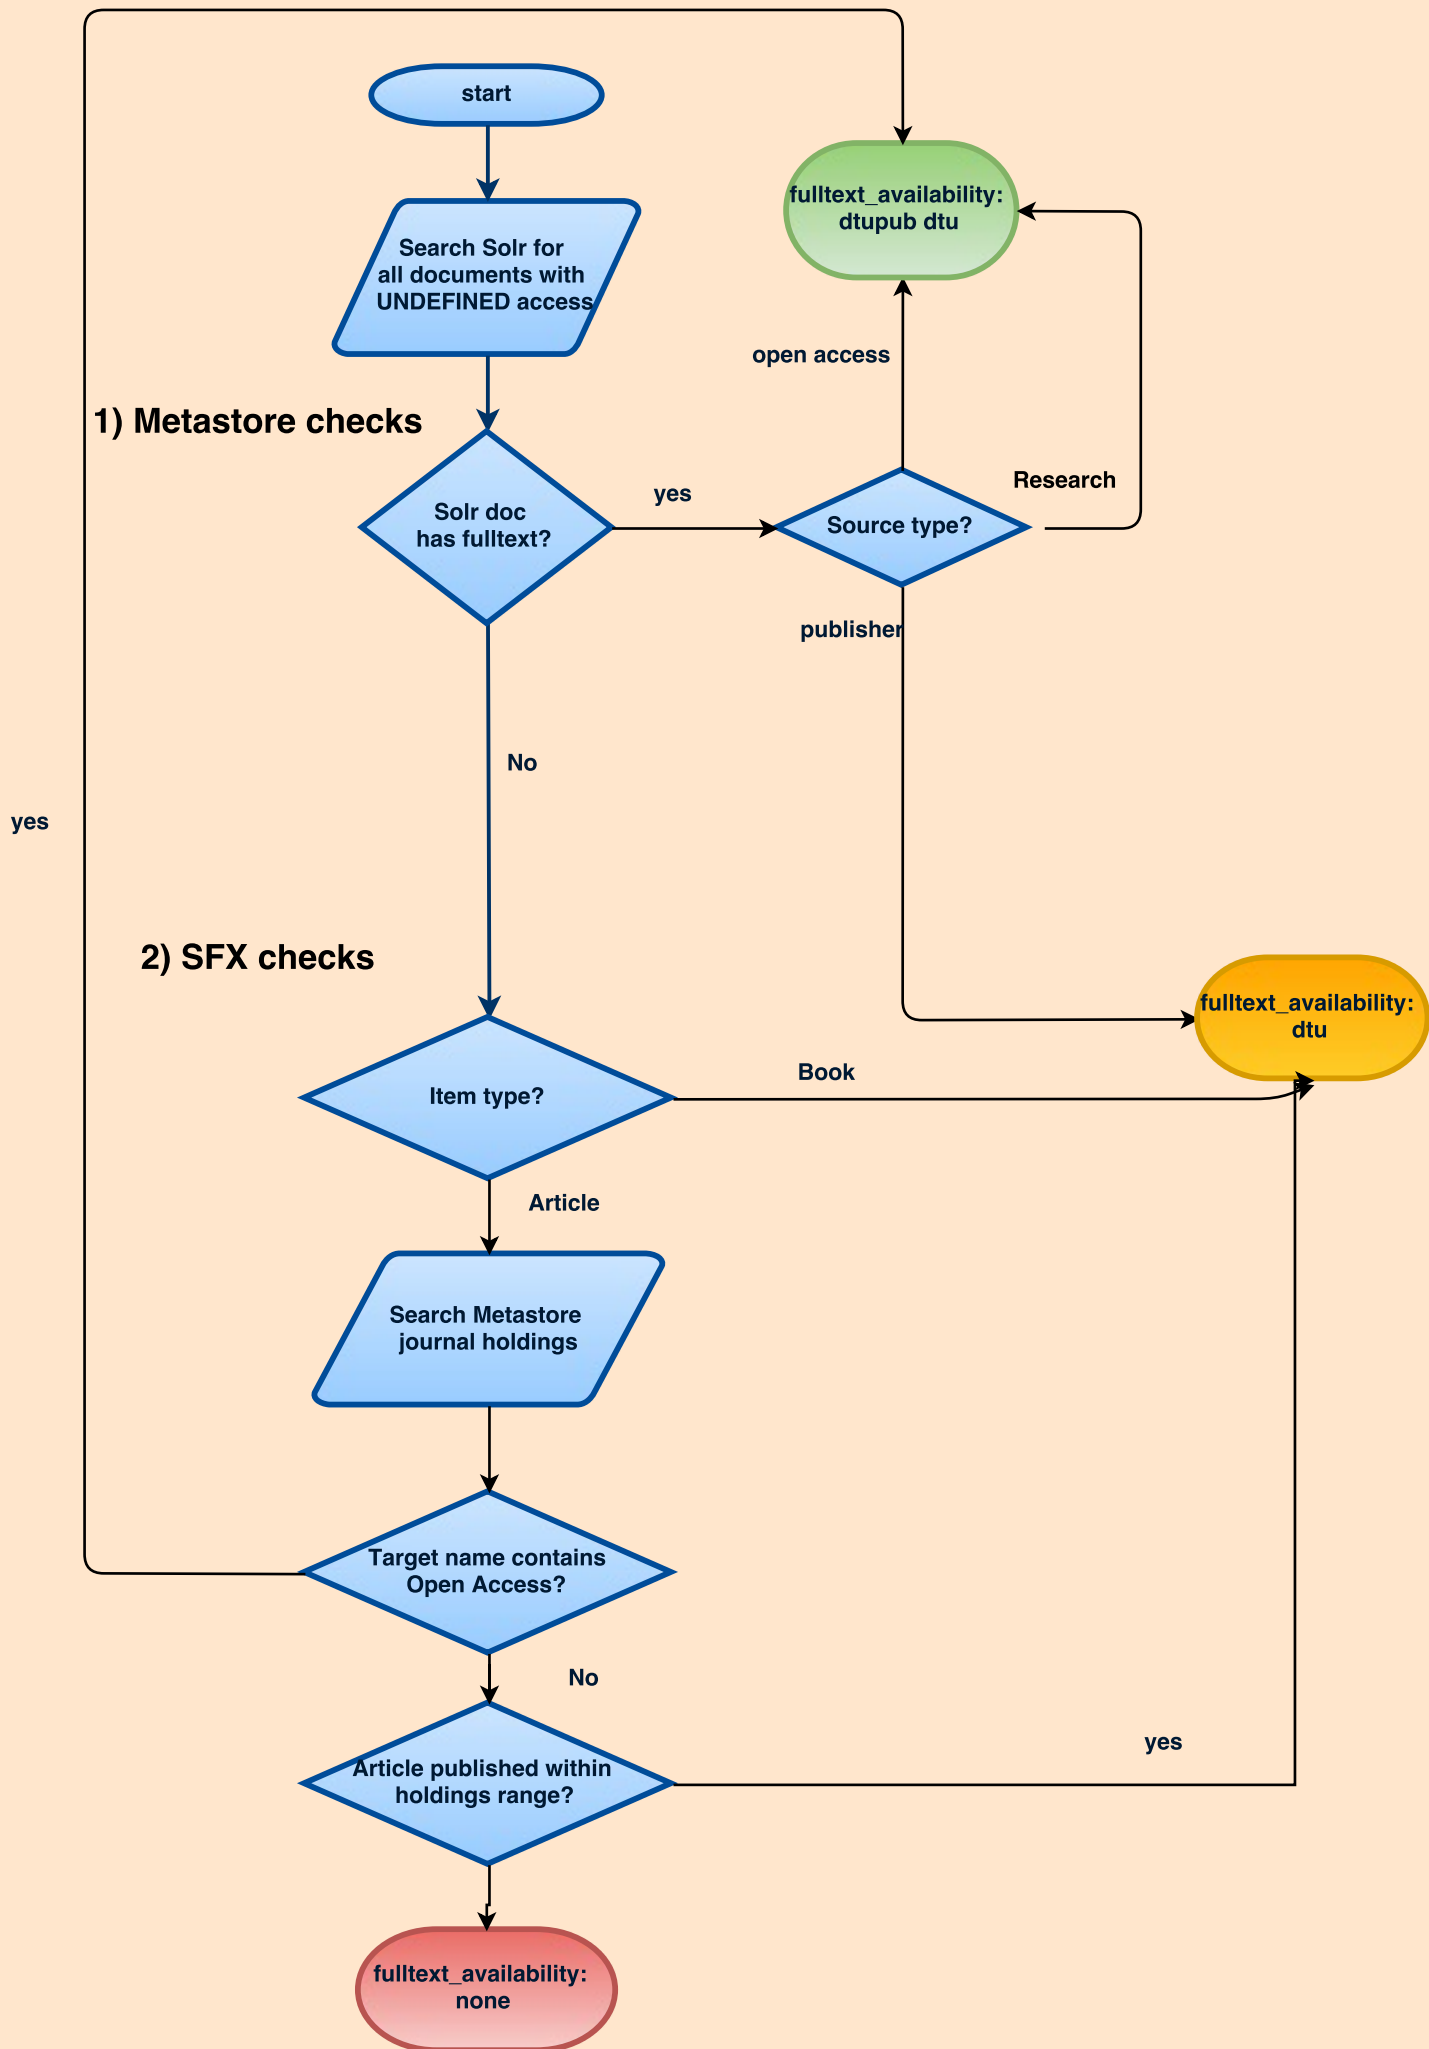 start
fulltext_availability:
dtupub dtu
Search Solr for
all documents with
UNDEFINED access
open access
1) Metastore checks
Research
yes
Solr doc
has fulltext?
Source type?
publisher
No
yes
2) SFX checks
fulltext_availability:
dtu
Book
Item type?
Article
Search Metastore
journal holdings
Target name contains
Open Access?
No
yes
Article published within
holdings range?
fulltext_availability:
none